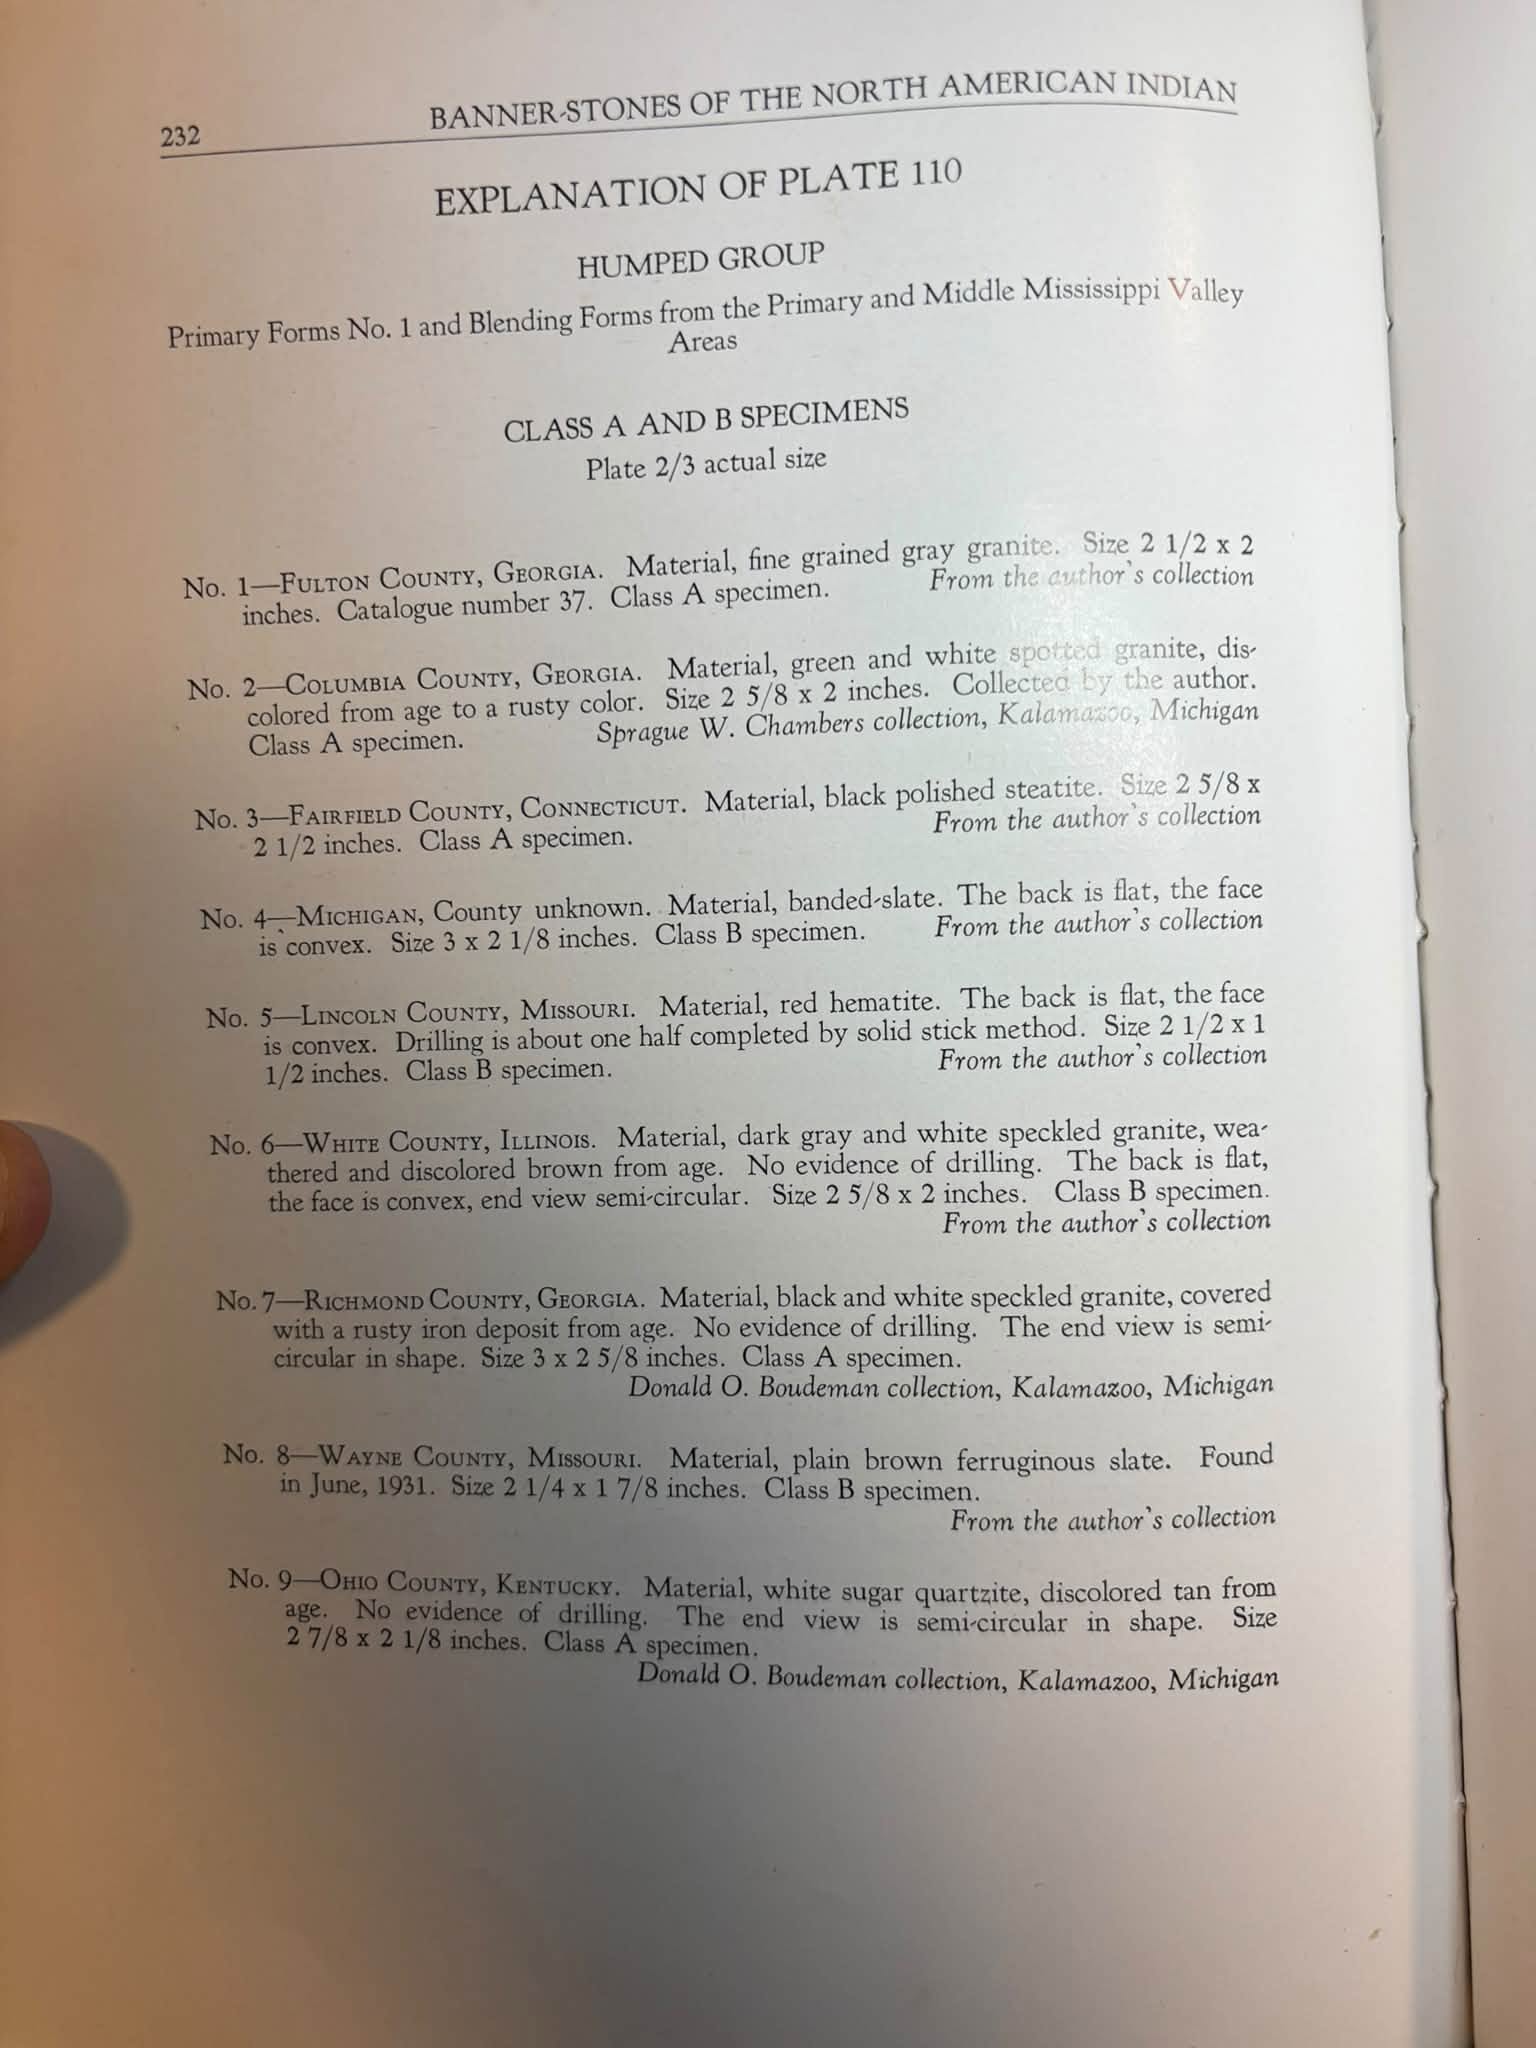 232
BANNER-STONES OF THE NORTH AMERICAN INDIAN
EXPLANATION OF PLATE 110
HUMPED GROUP
Primary Forms No. 1 and Blending Forms from the Primary and Middle Mississippi Valley
Areas
CLASS A AND B SPECIMENS
Plate 2/3 actual size
No. 1—FULTON COUNTY, GEORGIA. Material, fine grained gray granite. Size 2 1/2 x 2
inches. Catalogue number 37. Class A specimen. From the author's collection
No. 2—COLUMBIA COUNTY, GEORGIA. Material, green and white spotted granite, dis-
colored from age to a rusty color. Size 2 5/8 x 2 inches. Collected by the author.
Class A specimen. Sprague W. Chambers collection, Kalamazoo, Michigan
No. 3—FAIRFIELD COUNTY, CONNECTICUT. Material, black polished steatite. Size 2 5/8 x
2 1/2 inches. Class A specimen. From the author's collection
No. 4—MICHIGAN, County unknown. Material, banded-slate. The back is flat, the face
is convex. Size 3 x 2 1/8 inches. Class B specimen. From the author's collection
No. 5—LINCOLN COUNTY, MISSOURI. Material, red hematite. The back is flat, the face
is convex. Drilling is about one half completed by solid stick method. Size 2 1/2 x 1
1/2 inches. Class B specimen. From the author's collection
No. 6—WHITE COUNTY, ILLINOIS. Material, dark gray and white speckled granite, wea-
thered and discolored brown from age. No evidence of drilling. The back is flat,
the face is convex, end view semi-circular. Size 2 5/8 x 2 inches. Class B specimen.
From the author's collection
No. 7—RICHMOND COUNTY, GEORGIA. Material, black and white speckled granite, covered
with a rusty iron deposit from age. No evidence of drilling. The end view is semi-
circular in shape. Size 3 x 2 5/8 inches. Class A specimen.
Donald O. Boudeman collection, Kalamazoo, Michigan
No. 8—WAYNE COUNTY, MISSOURI. Material, plain brown ferruginous slate. Found
in June, 1931. Size 2 1/4 x 1 7/8 inches. Class B specimen.
From the author's collection
No. 9—OHIO COUNTY, KENTUCKY. Material, white sugar quartzite, discolored tan from
age. No evidence of drilling. The end view is semi-circular in shape. Size
2 7/8 x 2 1/8 inches. Class A specimen.
Donald O. Boudeman collection, Kalamazoo, Michigan